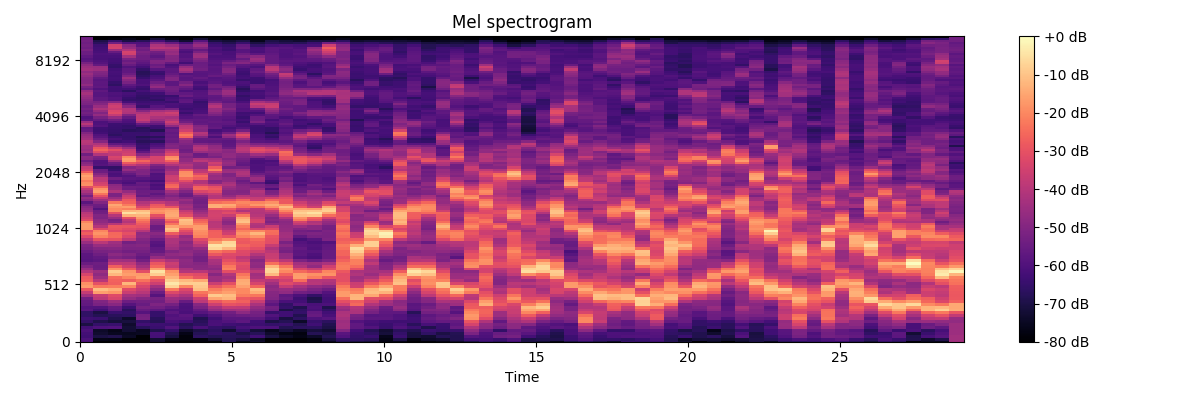 Mel spectrogram
8192
4096
2048
1024
512
0
Hz
0 5 10 15 20 25
Time
+0 dB
-10 dB
-20 dB
-30 dB
-40 dB
-50 dB
-60 dB
-70 dB
-80 dB